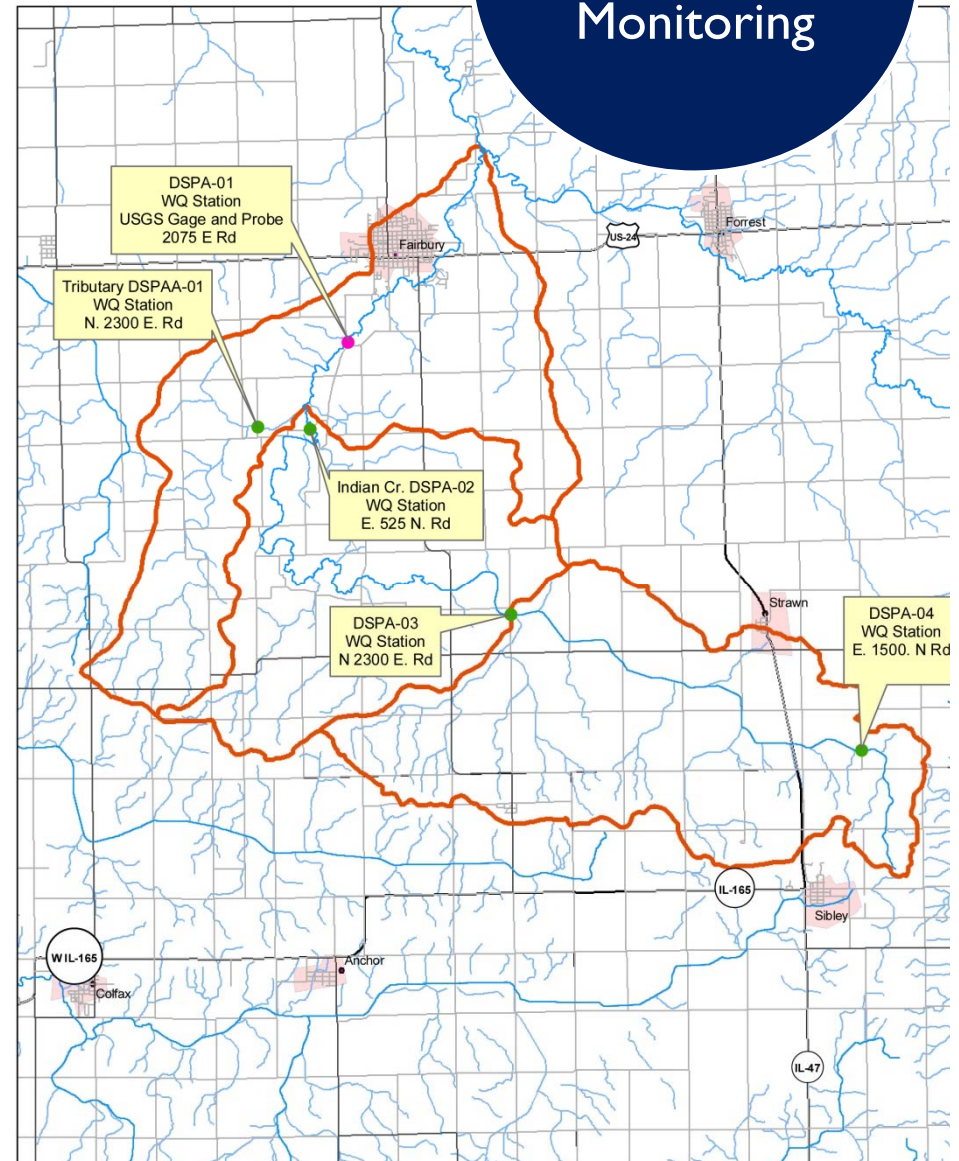 Monitoring
DSPA-01
WQ Station
USGS Gage and Probe
2075 E Rd
Forrest
US-24
Fairbury
Tributary DSPAA-01
WQ Station
N. 2300 E. Rd
Indian Cr. DSPA-02
WQ Station
E. 525 N. Rd
Strawn
DSPA-03
WQ Station
N 2300 E. Rd
DSPA-04
WQ Station
E. 1500. N Rd
IL-165
Sibley
W IL-165
Anchor
Colfax
IL-47